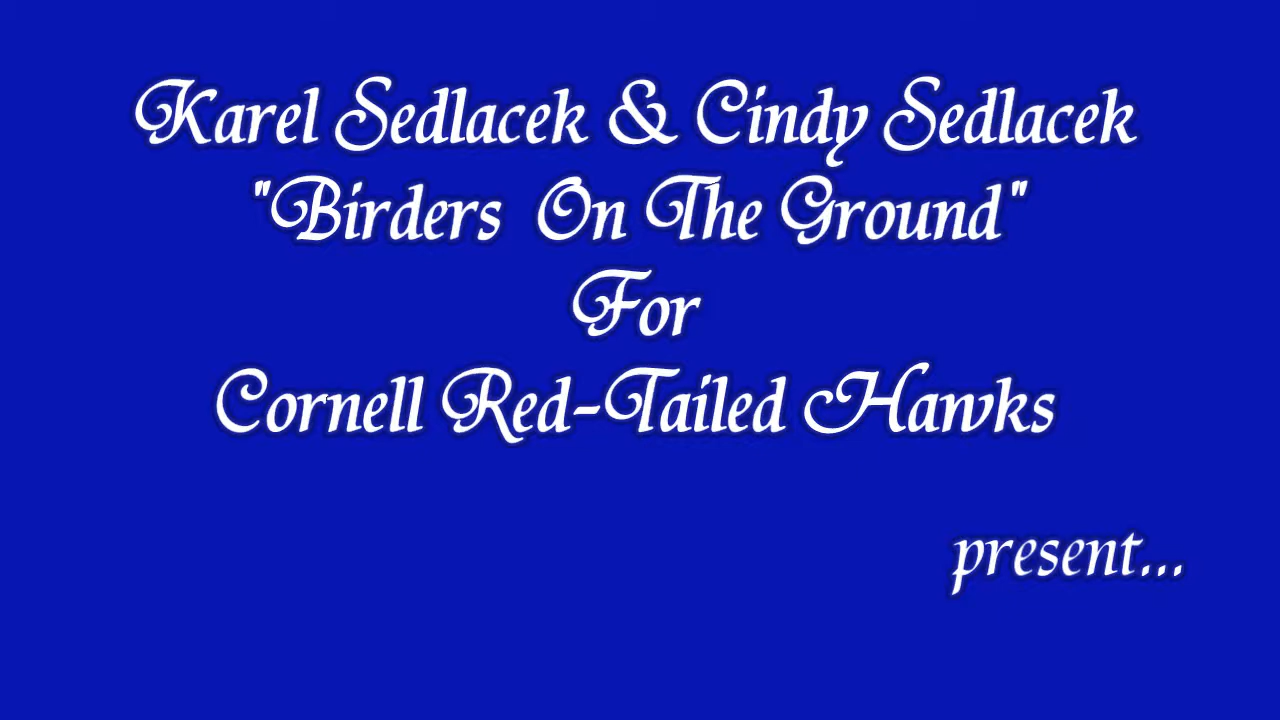 Karel Sedlacek & Cindy Sedlacek
"Birders On The Ground"
For
Cornell Red-Tailed Hawks
present...